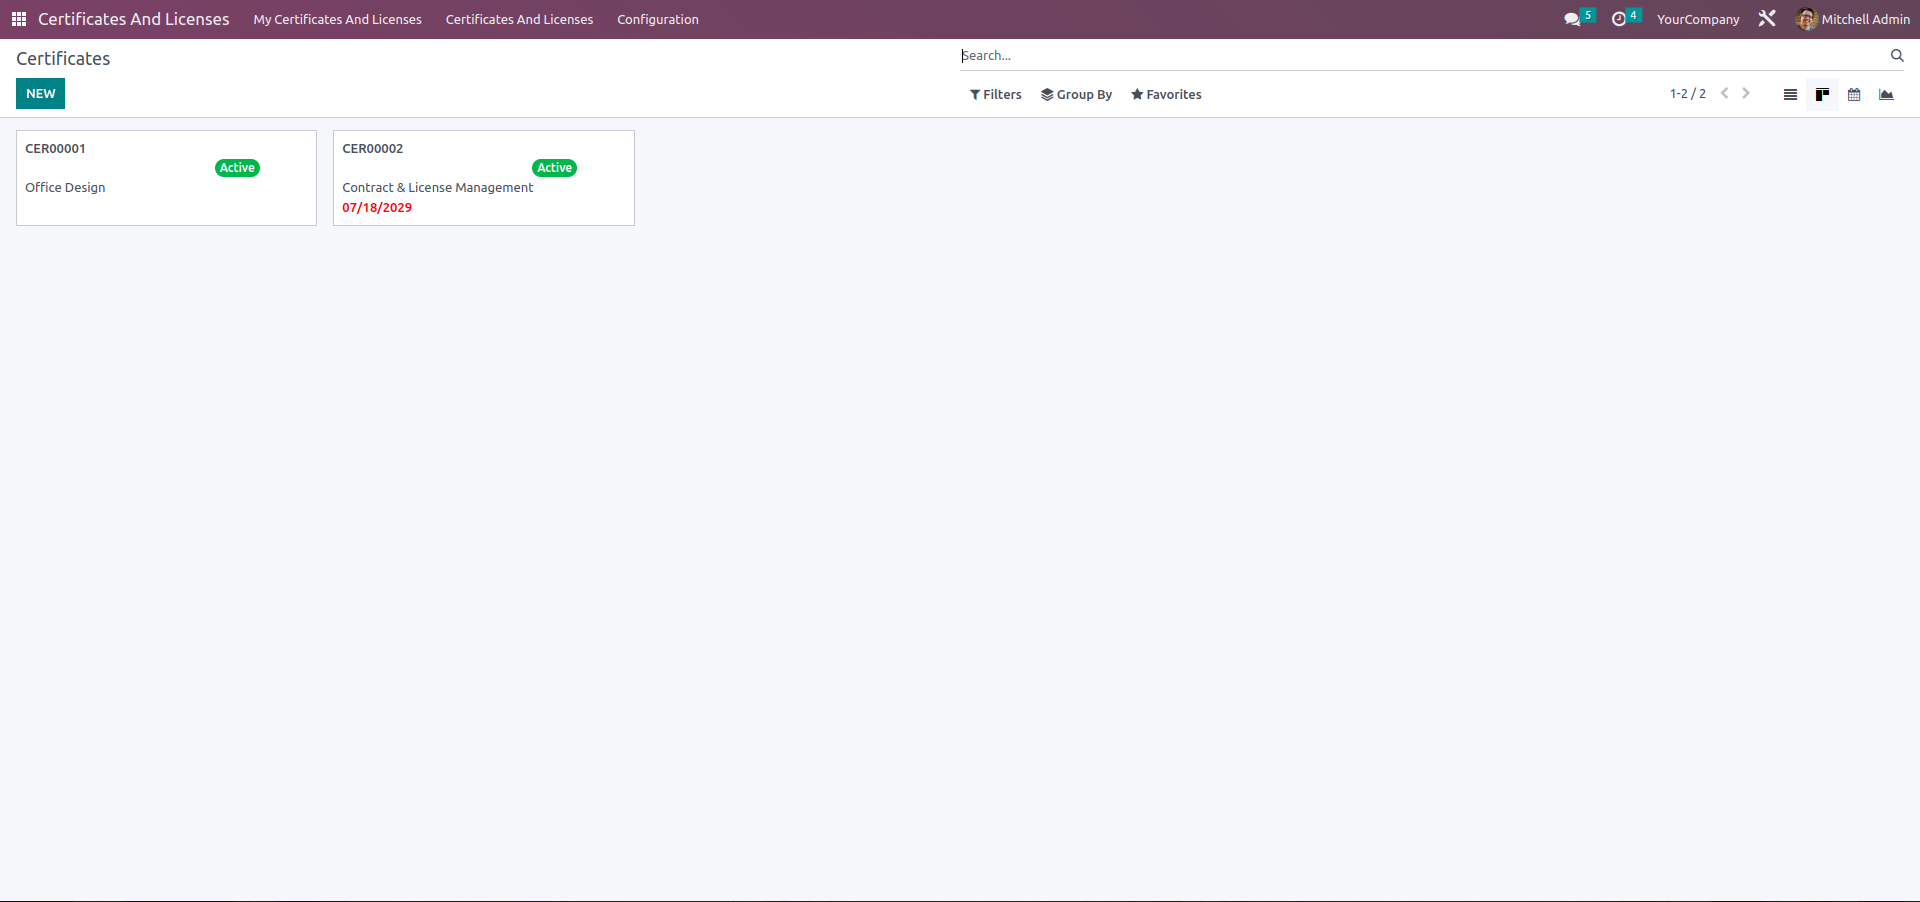 Certificates And Licenses My Certificates And Licenses Certificates And Licenses Configuration 5 4 YourCompany Mitchell Admin
Certificates
Search...
NEW
Filters Group By Favorites 1-2 / 2
CER00001
Active
Office Design
CER00002
Active
Contract & License Management
07/18/2029